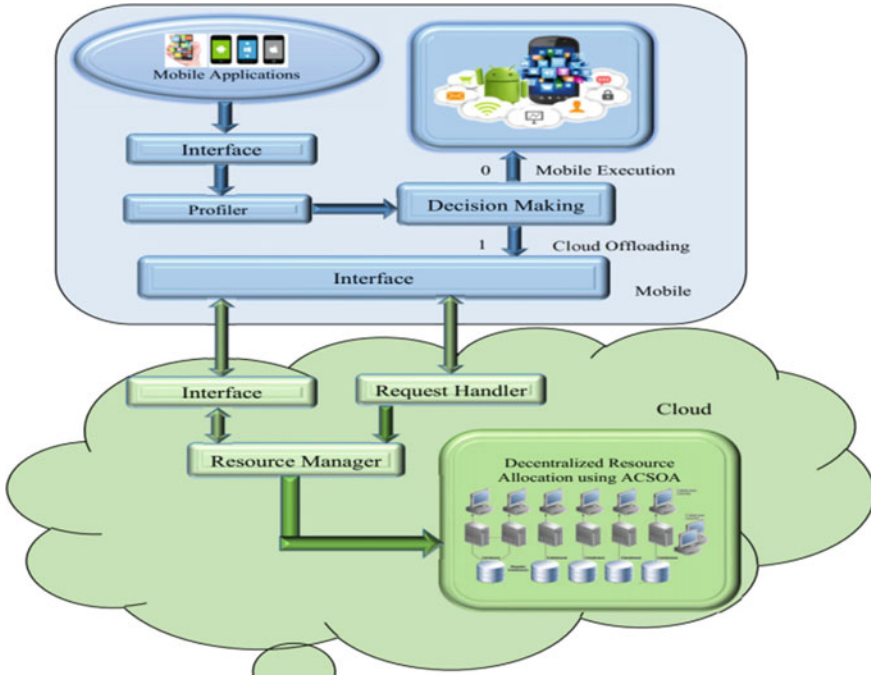 Mobile Applications
Interface
0
Mobile Execution
Profiler
Decision Making
1
Cloud Offloading
Interface
Mobile
Interface
Request Handler
Cloud
Resource Manager
Decentralized Resource
Allocation using ACSOA